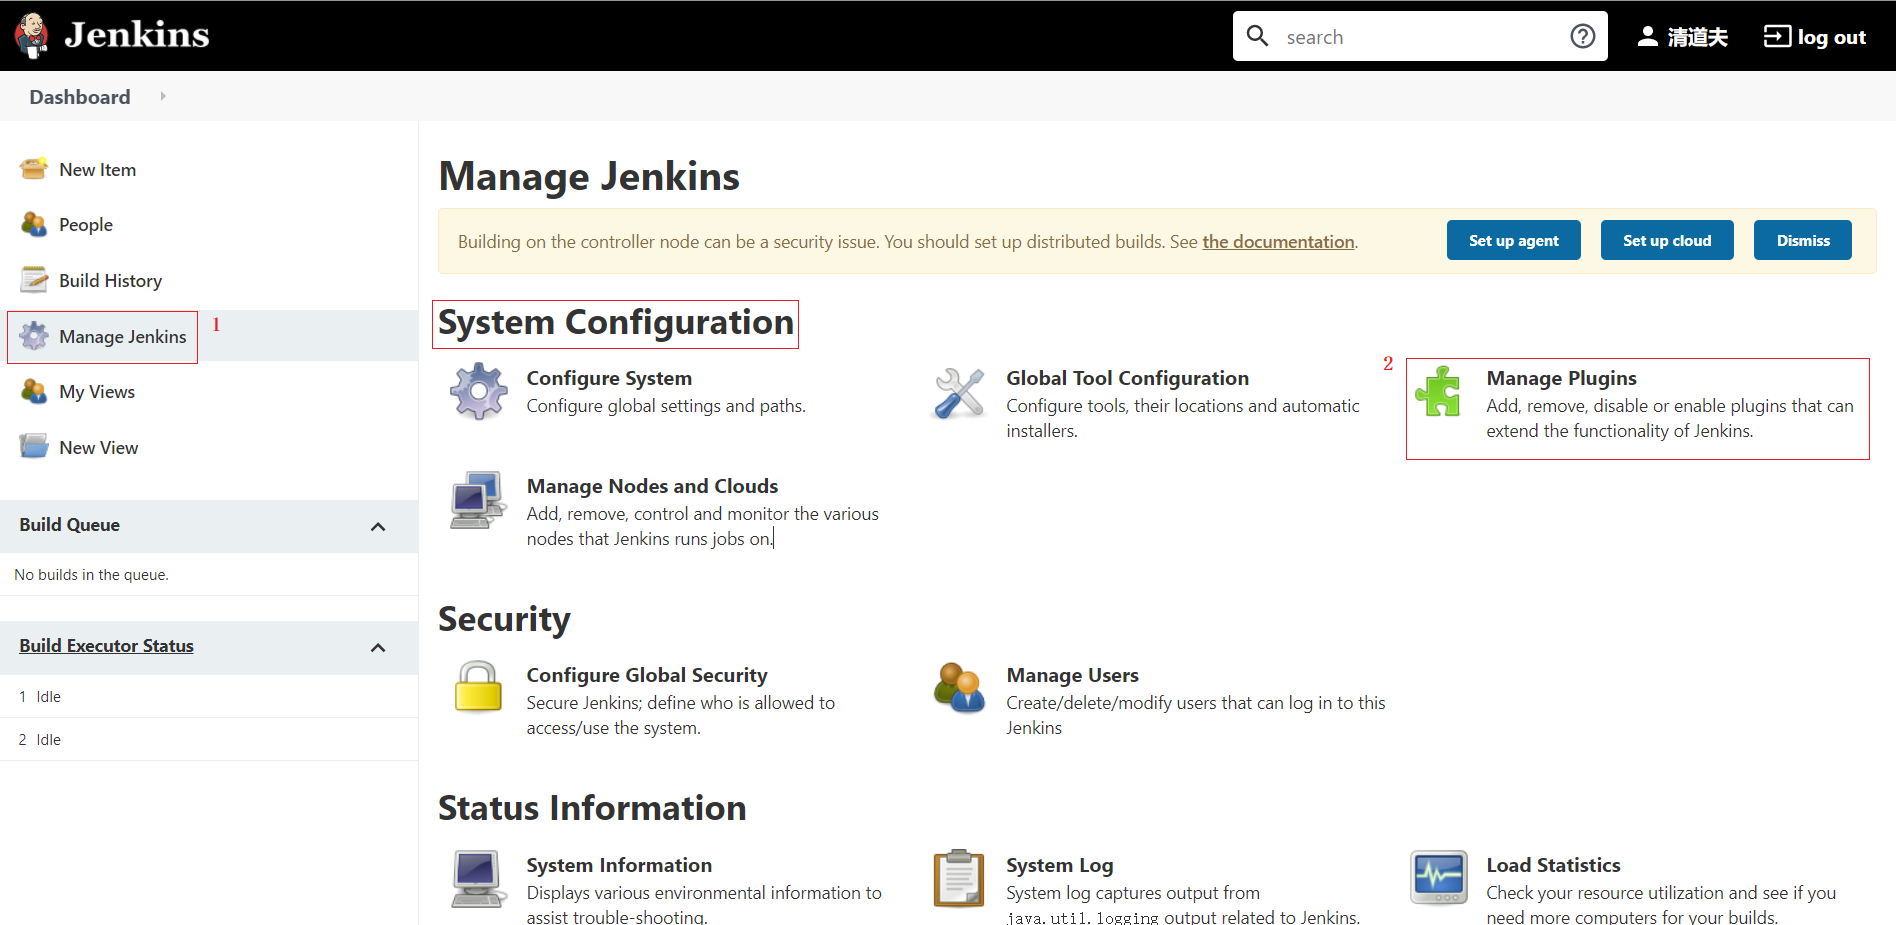 Jenkins
search
清道夫
log out
Dashboard
New Item
People
Build History
Manage Jenkins
1
My Views
New View
Build Queue
No builds in the queue.
Build Executor Status
1 Idle
2 Idle
Manage Jenkins
Building on the controller node can be a security issue. You should set up distributed builds. See the documentation.
Set up agent
Set up cloud
Dismiss
System Configuration
Configure System
Configure global settings and paths.
Global Tool Configuration
Configure tools, their locations and automatic
installers.
2
Manage Plugins
Add, remove, disable or enable plugins that can
extend the functionality of Jenkins.
Manage Nodes and Clouds
Add, remove, control and monitor the various
nodes that Jenkins runs jobs on.
Security
Configure Global Security
Secure Jenkins; define who is allowed to
access/use the system.
Manage Users
Create/delete/modify users that can log in to this
Jenkins
Status Information
System Information
Displays various environmental information to
assist trouble-shooting.
System Log
System log captures output from
java.util.logging output related to Jenkins.
Load Statistics
Check your resource utilization and see if you
need more computers for your builds.